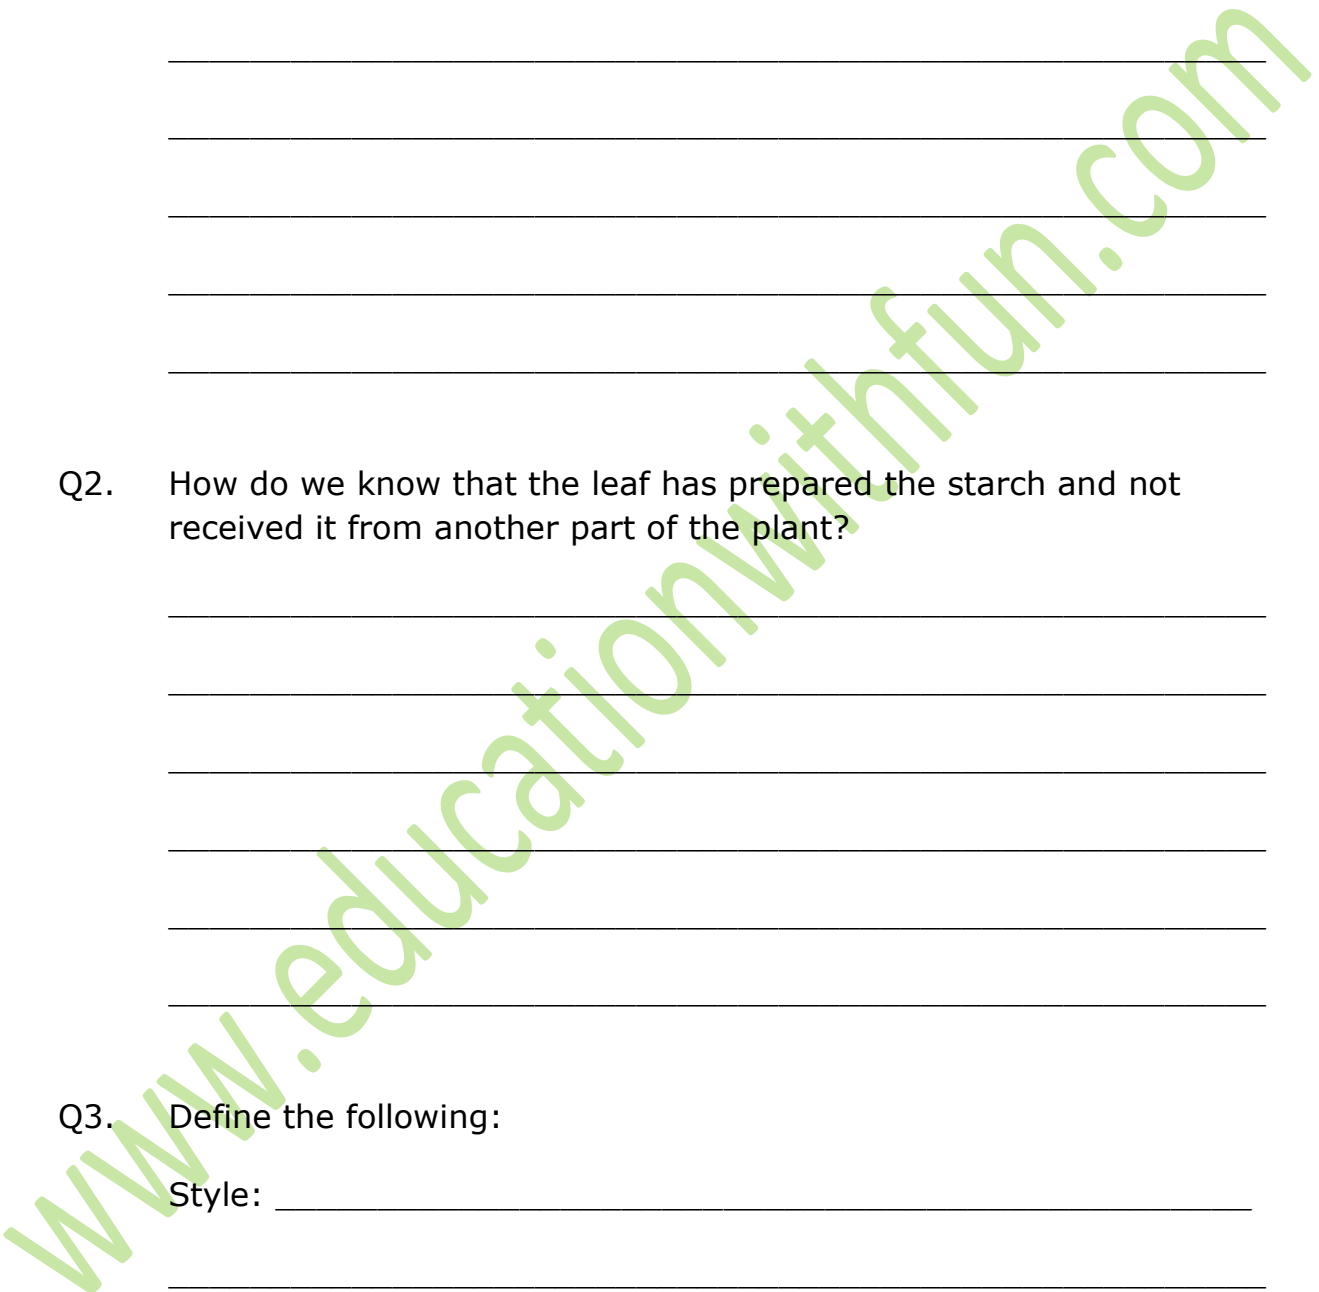 Q2. How do we know that the leaf has prepared the starch and not
received it from another part of the plant?
Q3. Define the following:
Style:
www.educationwithfun.com